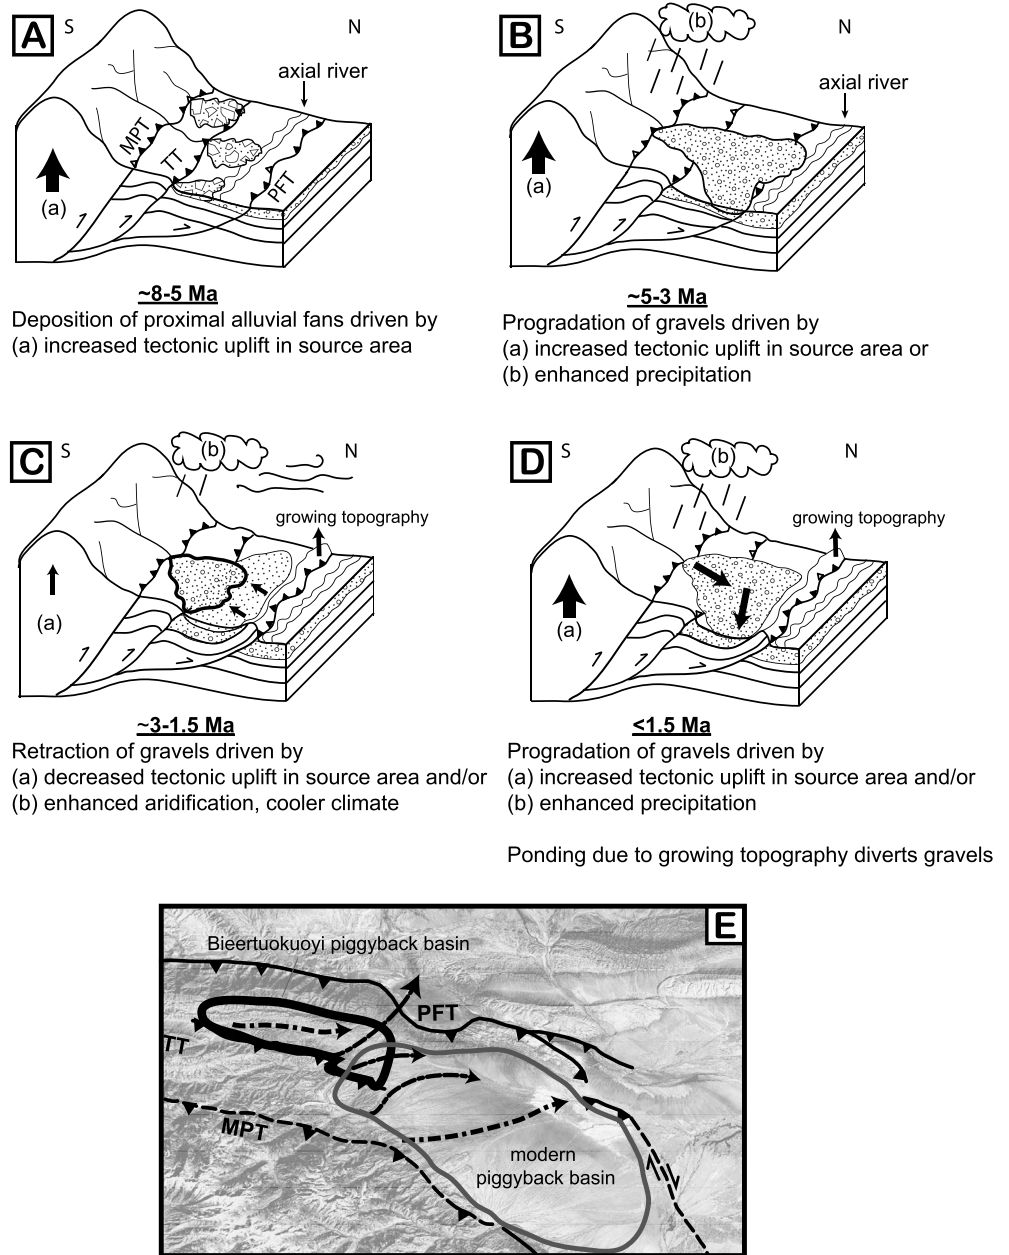 A
S
N
axial river
MPT
TT
PFT
(a)
~8-5 Ma
Deposition of proximal alluvial fans driven by
(a) increased tectonic uplift in source area
B
S
(b)
N
axial river
(a)
~5-3 Ma
Progradation of gravels driven by
(a) increased tectonic uplift in source area or
(b) enhanced precipitation
C
S
(b)
N
growing topography
(a)
~3-1.5 Ma
Retraction of gravels driven by
(a) decreased tectonic uplift in source area and/or
(b) enhanced aridification, cooler climate
D
S
(b)
N
growing topography
(a)
<1.5 Ma
Progradation of gravels driven by
(a) increased tectonic uplift in source area and/or
(b) enhanced precipitation
Ponding due to growing topography diverts gravels
E
Bieertuokuoyi piggyback basin
PFT
TT
MPT
modern
piggyback basin